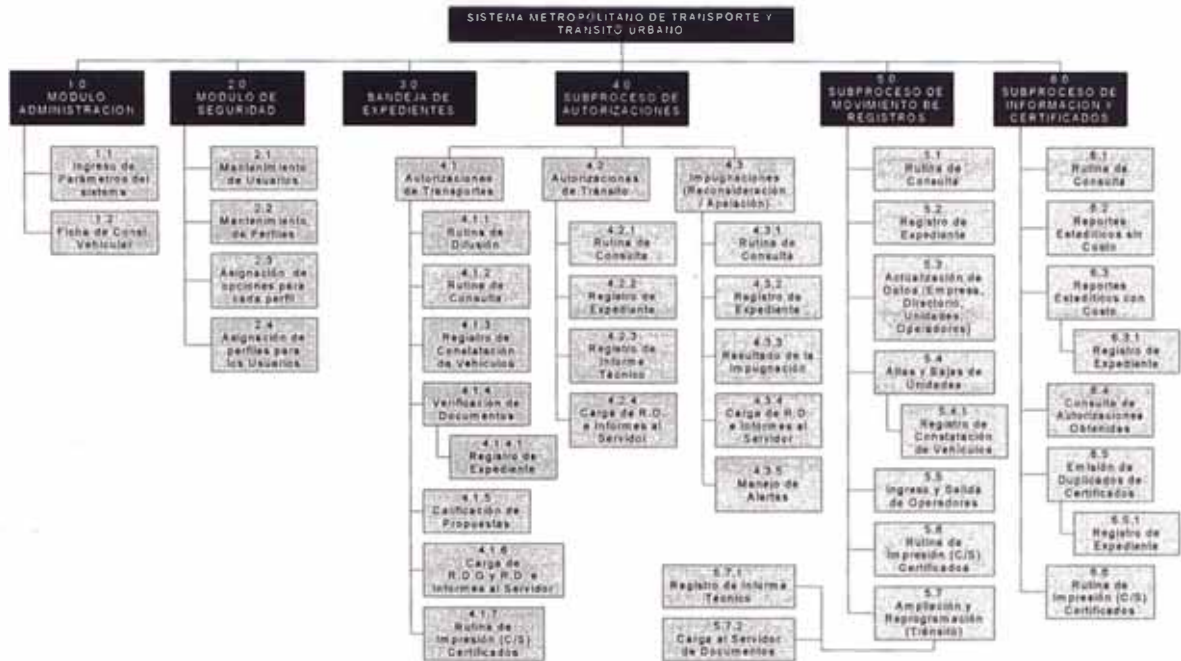 SISTEMA METROPOLITANO DE TRANSPORTE Y
TRANSITO URBANO
1.0
MODULO
ADMINISTRACION
1.1
Ingreso de
Parámetros del
sistema
1.2
Ficha de Const.
Vehicular
2.0
MODULO DE
SEGURIDAD
2.1
Mantenimiento
de Usuarios
2.2
Mantenimiento
de Perfiles
2.3
Asignación de
opciones para
cada perfil
2.4
Asignación de
perfiles para
los Usuarios
3.0
BANDEJA DE
EXPEDIENTES
4.0
SUBPROCESO DE
AUTORIZACIONES
4.1
Autorizaciones
de Transportes
4.1.1
Rutina de
Difusión
4.1.2
Rutina de
Consulta
4.1.3
Registro de
Constatación
de Vehículos
4.1.4
Verificación de
Documentos
4.1.4.1
Registro de
Expediente
4.1.5
Calificación de
Propuestas
4.1.6
Carga de
R.D.G y R.D. e
Informes al Servidor
4.1.7
Rutina de
Impresión (C/S)
Certificados
4.2
Autorizaciones
de Tránsito
4.2.1
Rutina de
Consulta
4.2.2
Registro de
Expediente
4.2.3
Registro de
Informe
Técnico
4.2.4
Carga de R.D.
e Informes al
Servidor
4.3
Impugnaciones
(Reconsideración
/ Apelación)
4.3.1
Rutina de
Consulta
4.3.2
Registro de
Expediente
4.3.3
Resultado de la
Impugnación
4.3.4
Carga de R.D.
e Informes al
Servidor
4.3.5
Manejo de
Alertas
5.0
SUBPROCESO DE
MOVIMIENTO DE
REGISTROS
5.1
Rutina de
Consulta
5.2
Registro de
Expediente
5.3
Actualización de
Datos (Empresa,
Directorio,
Unidades,
Operadores)
5.4
Altas y Bajas de
Unidades
5.4.1
Registro de
Constatación
de Vehículos
5.5
Ingreso y Salida
de Operadores
5.6
Rutina de
Impresión (C/S)
Certificados
5.7
Ampliación y
Reprogramación
(Tránsito)
5.7.1
Registro de Informe
Técnico
5.7.2
Carga al Servidor
de Documentos
6.0
SUBPROCESO DE
INFORMACION Y
CERTIFICADOS
6.1
Rutina de
Consulta
6.2
Reportes
Estadíticos sin
Costo
6.3
Reportes
Estadíticos con
Costo
6.3.1
Registro de
Expediente
6.4
Consulta de
Autorizaciones
Obtenidas
6.5
Emisión de
Duplicados de
Certificados
6.5.1
Registro de
Expediente
6.6
Rutina de
Impresión (C/S)
Certificados